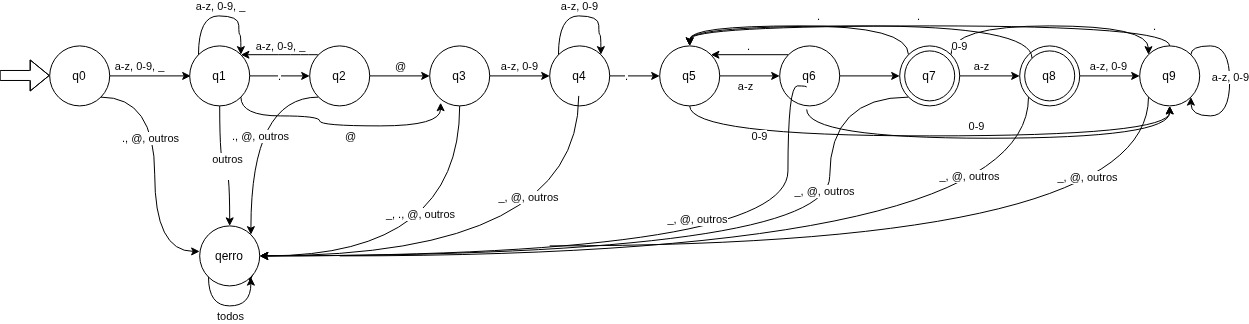 a-z, 0-9, _
a-z, 0-9
.
.
.
a-z, 0-9, _
.
0-9
q0
a-z, 0-9, _
q1
.
q2
@
q3
a-z, 0-9
q4
.
q5
a-z
q6
q7
a-z
q8
a-z, 0-9
q9
a-z, 0-9
., @, outros
., @, outros
@
0-9
0-9
outros
_, @, outros
_, @, outros
_, @, outros
_, @, outros
_, ., @, outros
_, @, outros
qerro
todos